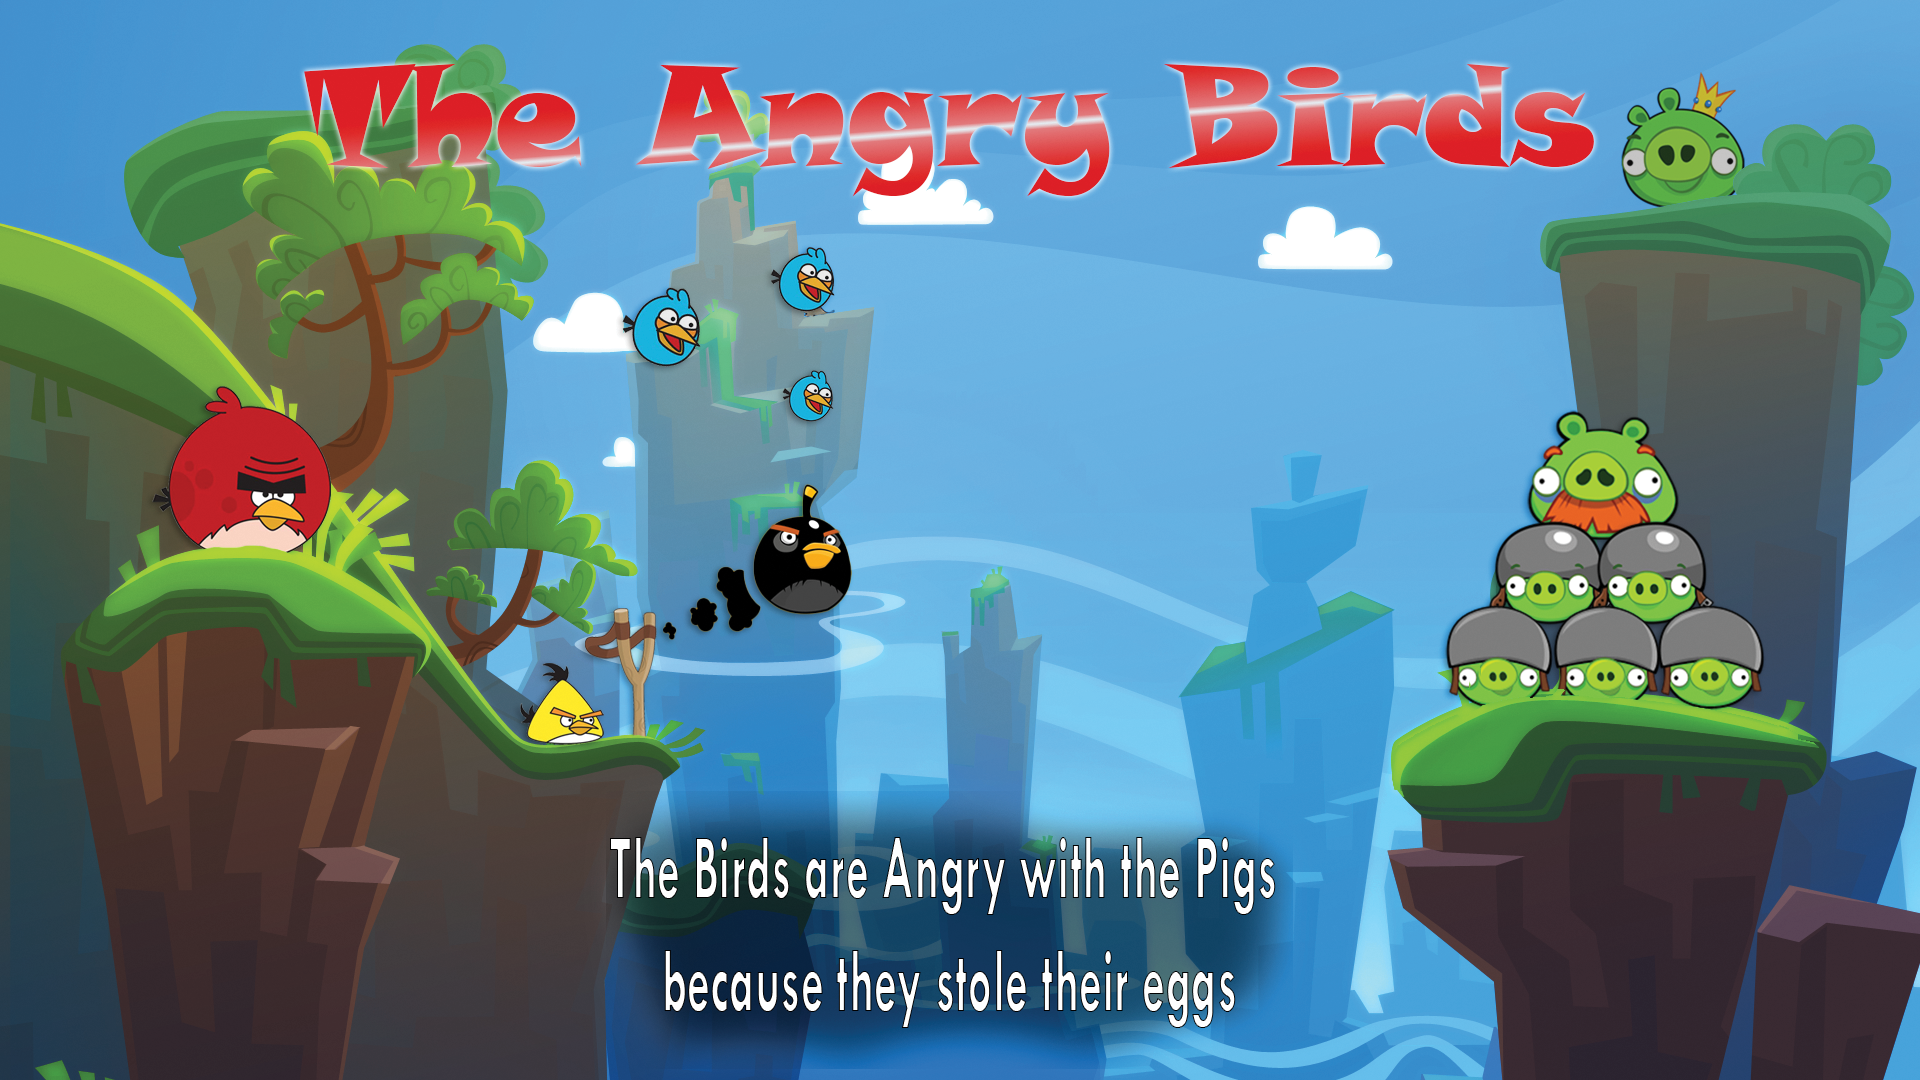 The Angry Birds
The Birds are Angry with the Pigs
because they stole their eggs